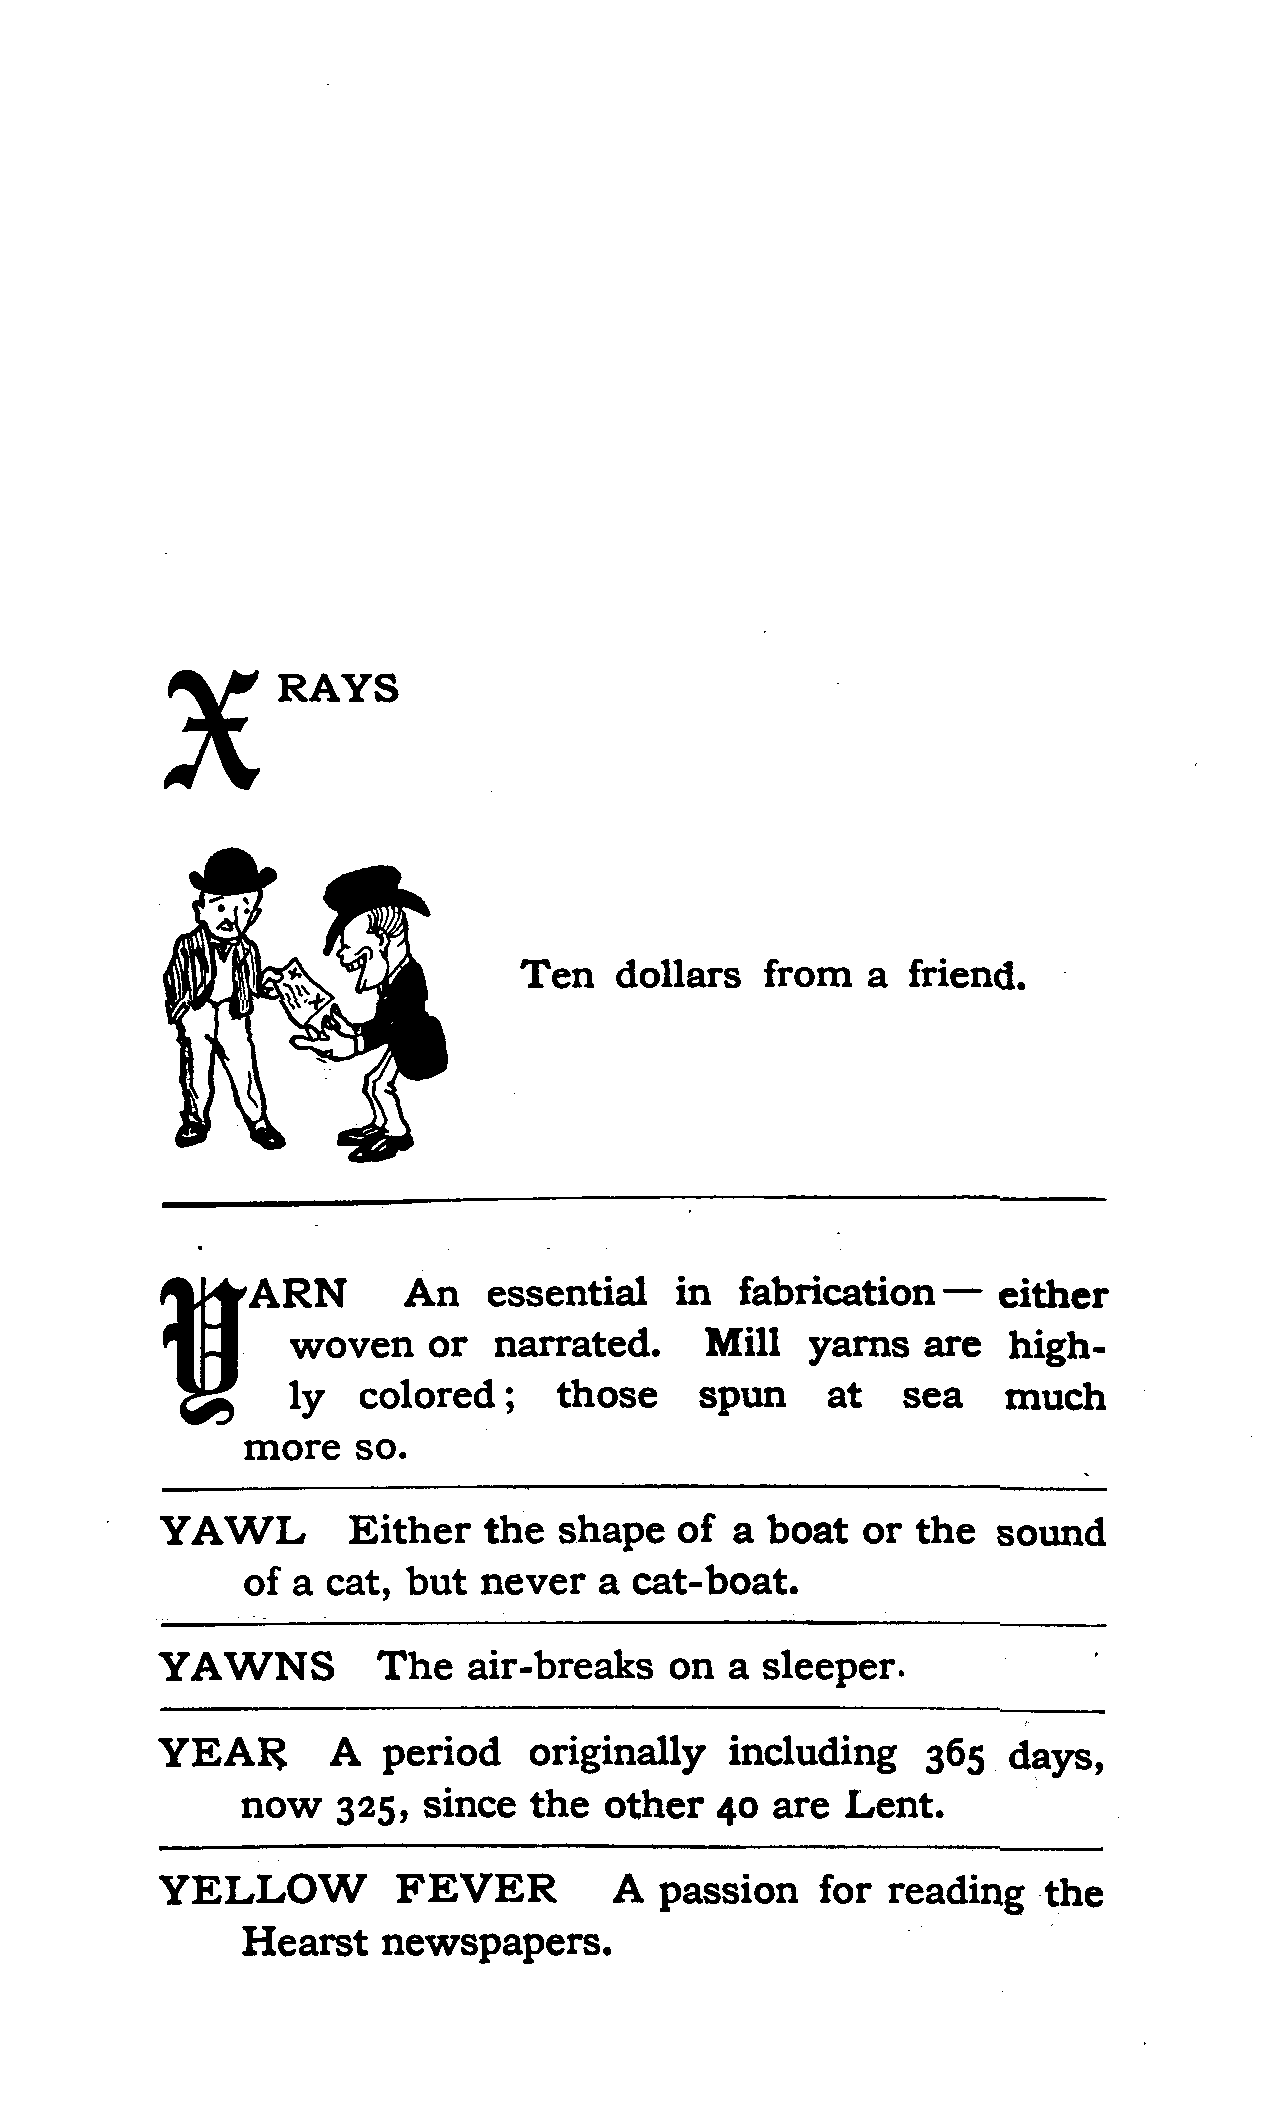 X RAYS
X
X
Ten dollars from a friend.
YARN An essential in fabrication— either
woven or narrated. Mill yarns are high-
ly colored; those spun at sea much
more so.
YAWL Either the shape of a boat or the sound
of a cat, but never a cat-boat.
YAWNS The air-breaks on a sleeper.
YEAR A period originally including 365 days,
now 325, since the other 40 are Lent.
YELLOW FEVER A passion for reading the
Hearst newspapers.